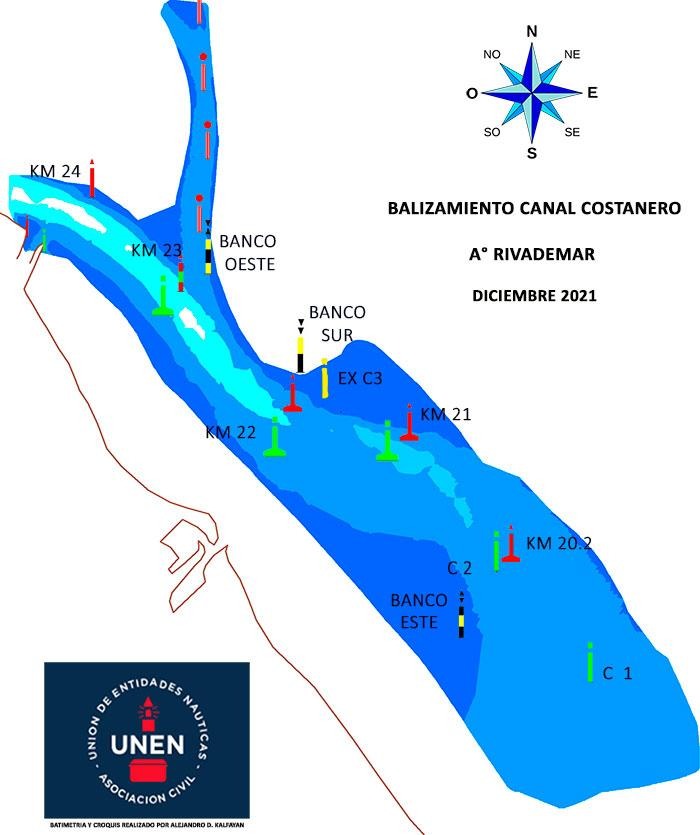 N
NO
NE
O
E
SO
SE
S
KM 24
BALIZAMIENTO CANAL COSTANERO
KM 23
BANCO
OESTE
A° RIVADEMAR
DICIEMBRE 2021
BANCO
SUR
EX C3
KM 21
KM 22
KM 20.2
C 2
BANCO
ESTE
C 1
UNION DE ENTIDADES NAUTICAS
UNEN
- ASOCIACION CIVIL -
BATIMETRIA Y CROQUIS REALIZADO POR ALEJANDRO D. KALFAYAN